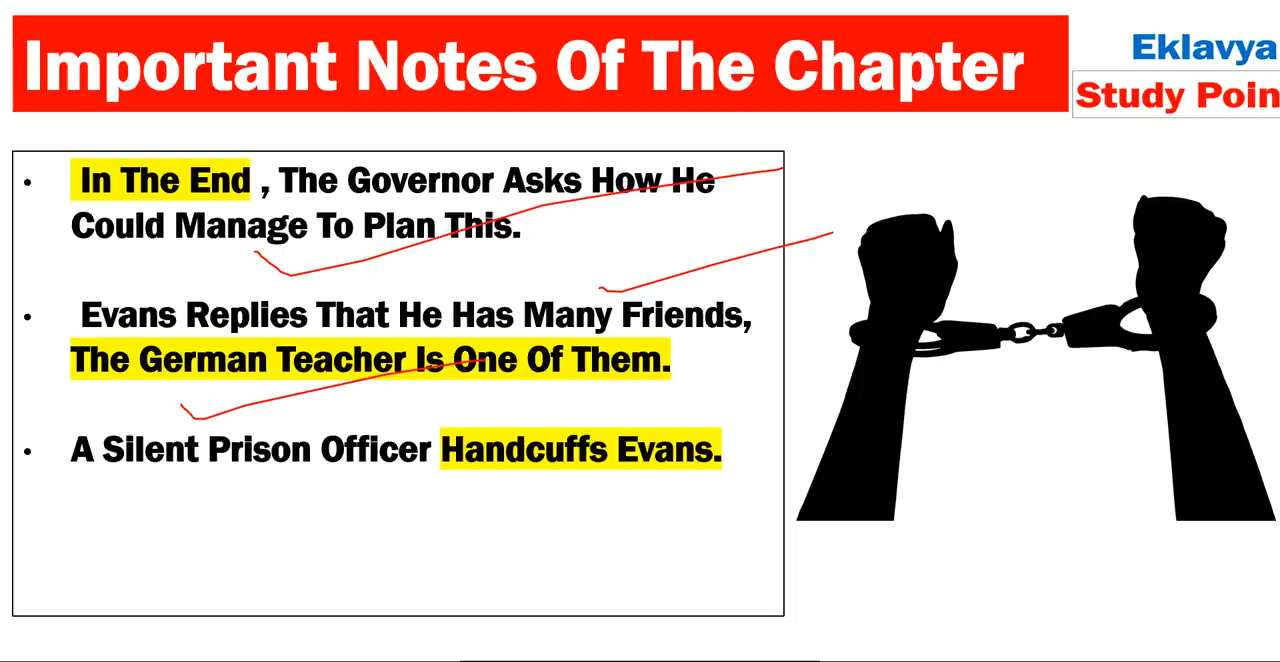 Important Notes Of The Chapter
Eklavya
Study Poin
In The End , The Governor Asks How He
Could Manage To Plan This.
Evans Replies That He Has Many Friends,
The German Teacher Is One Of Them.
A Silent Prison Officer Handcuffs Evans.